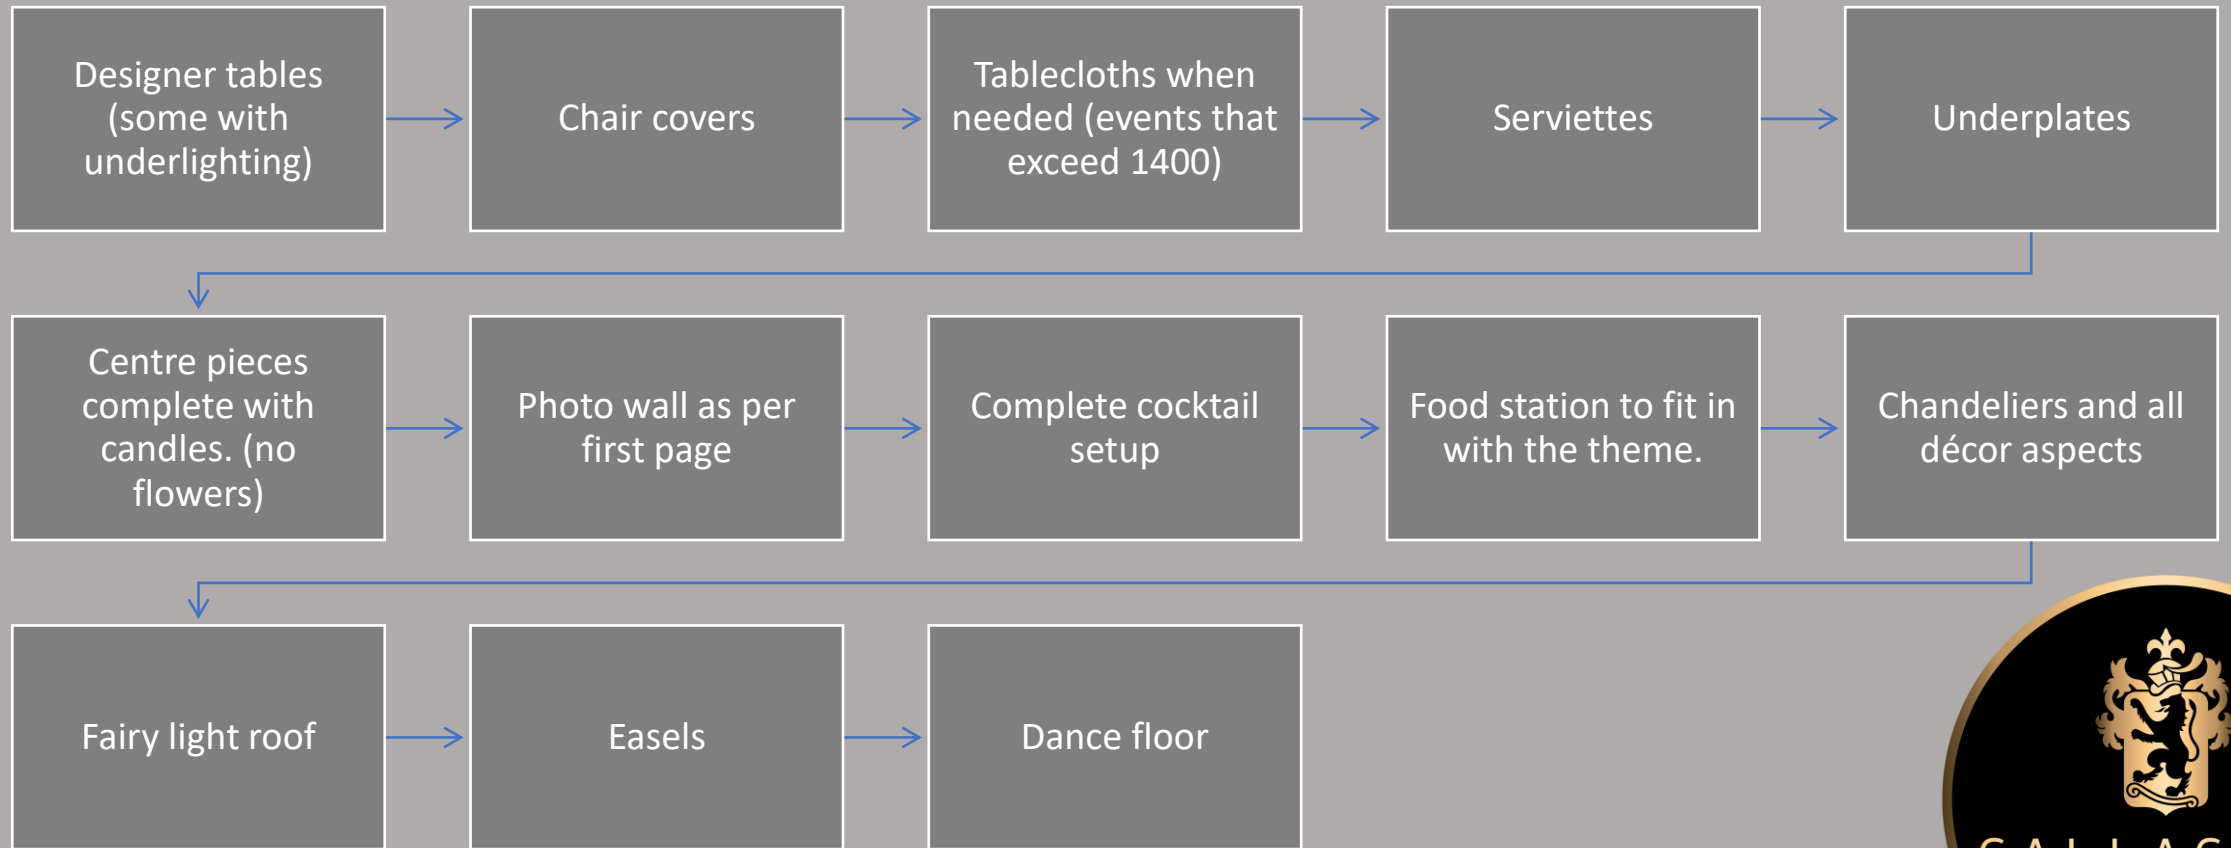 Designer tables
(some with
underlighting)
Chair covers
Tablecloths when
needed (events that
exceed 1400)
Serviettes
Underplates
Centre pieces
complete with
candles. (no
flowers)
Photo wall as per
first page
Complete cocktail
setup
Food station to fit in
with the theme.
Chandeliers and all
décor aspects
Fairy light roof
Easels
Dance floor